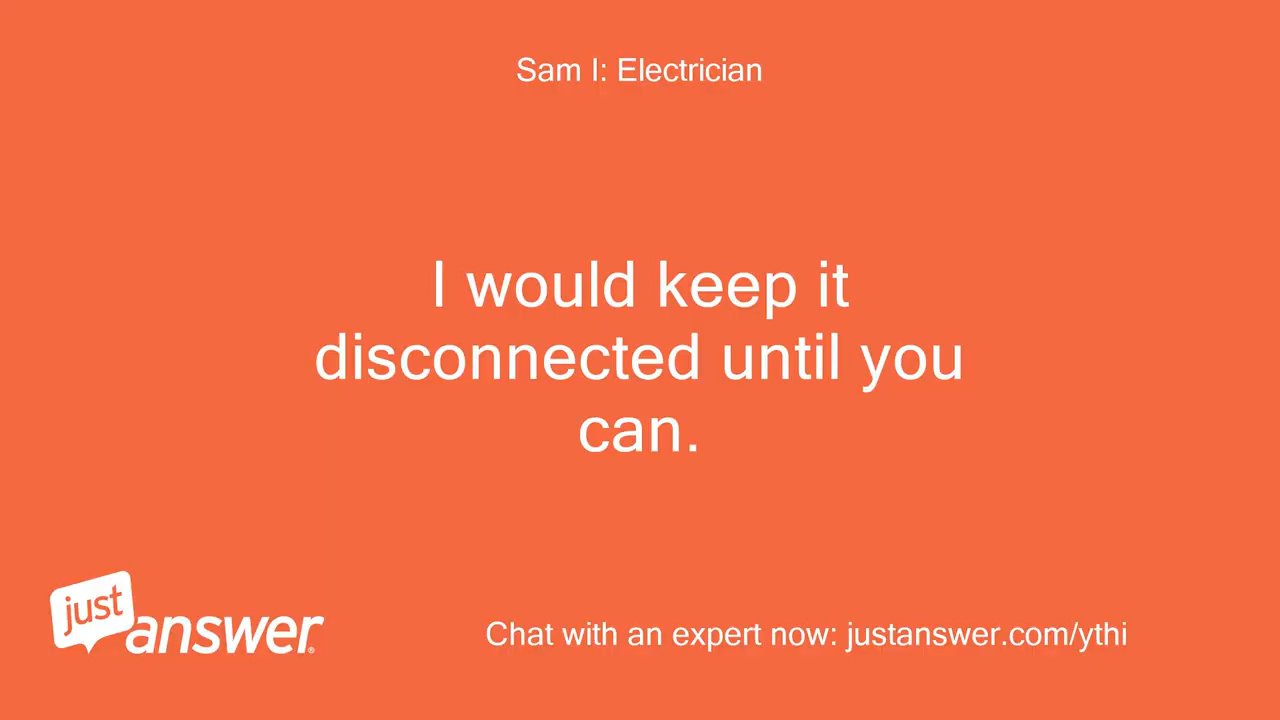 Sam I: Electrician
I would keep it
disconnected until you
can.
just
answer®
Chat with an expert now: justanswer.com/ythi